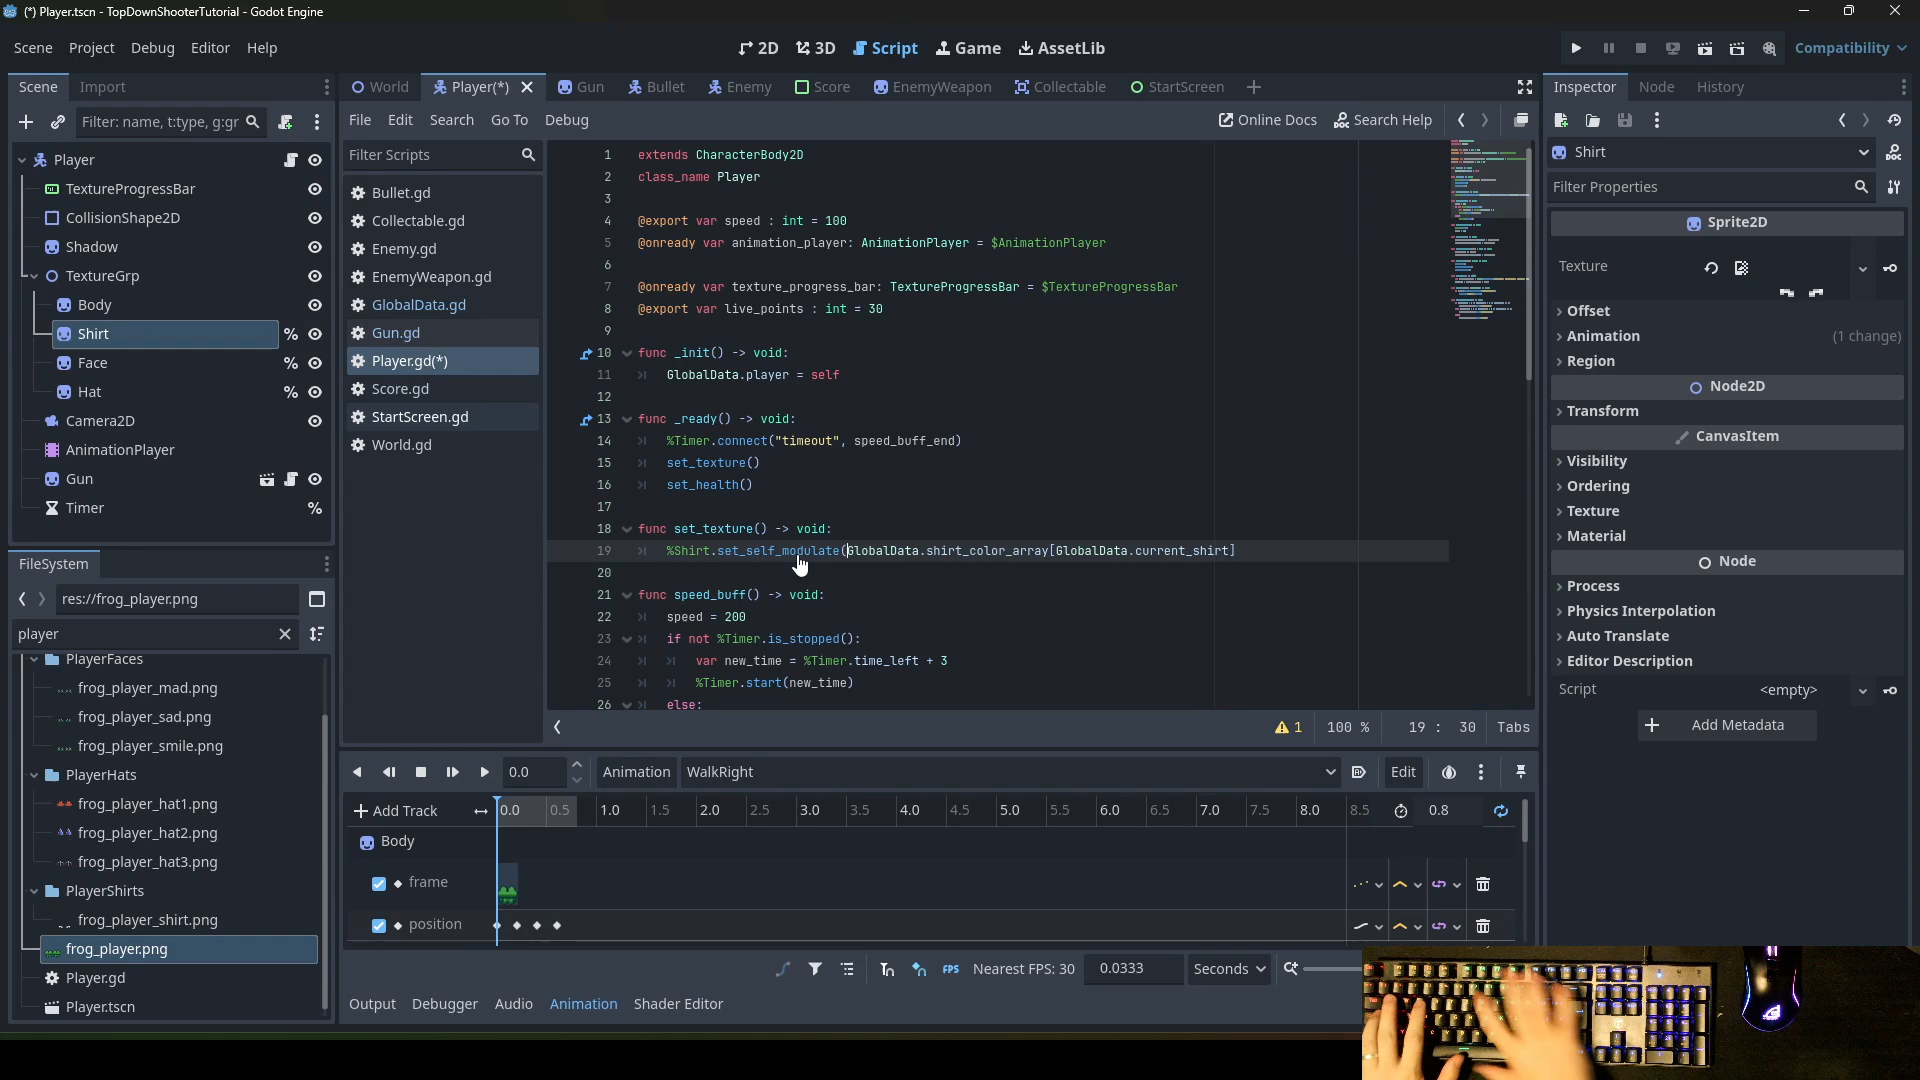 (*) Player.tscn - TopDownShooterTutorial - Godot Engine
Scene Project Debug Editor Help
2D 3D Script Game AssetLib
Compatibility
Scene Import
World Player(*) Gun Bullet Enemy Score EnemyWeapon Collectable StartScreen
Inspector Node History
Filter: name, t:type, g:gr
File Edit Search Go To Debug
Online Docs Search Help
Player
TextureProgressBar
CollisionShape2D
Shadow
TextureGrp
Body
Shirt %
Face %
Hat %
Camera2D
AnimationPlayer
Gun
Timer %
Filter Scripts
Bullet.gd
Collectable.gd
Enemy.gd
EnemyWeapon.gd
GlobalData.gd
Gun.gd
Player.gd(*)
Score.gd
StartScreen.gd
World.gd
1 extends CharacterBody2D
2 class_name Player
3
4 @export var speed : int = 100
5 @onready var animation_player: AnimationPlayer = $AnimationPlayer
6
7 @onready var texture_progress_bar: TextureProgressBar = $TextureProgressBar
8 @export var live_points : int = 30
9
10 func _init() -> void:
11 GlobalData.player = self
12
13 func _ready() -> void:
14 %Timer.connect("timeout", speed_buff_end)
15 set_texture()
16 set_health()
17
18 func set_texture() -> void:
19 %Shirt.set_self_modulate(GlobalData.shirt_color_array[GlobalData.current_shirt]
20
21 func speed_buff() -> void:
22 speed = 200
23 if not %Timer.is_stopped():
24 var new_time = %Timer.time_left + 3
25 %Timer.start(new_time)
26 else:
1 100 % 19 : 30 Tabs
Shirt
Filter Properties
Sprite2D
Texture
Offset
Animation (1 change)
Region
Node2D
Transform
CanvasItem
Visibility
Ordering
Texture
Material
Node
Process
Physics Interpolation
Auto Translate
Editor Description
Script <empty>
Add Metadata
FileSystem
res://frog_player.png
player
PlayerFaces
frog_player_mad.png
frog_player_sad.png
frog_player_smile.png
PlayerHats
frog_player_hat1.png
frog_player_hat2.png
frog_player_hat3.png
PlayerShirts
frog_player_shirt.png
frog_player.png
Player.gd
Player.tscn
0.0 Animation WalkRight Edit
Add Track 0.0 0.5 1.0 1.5 2.0 2.5 3.0 3.5 4.0 4.5 5.0 5.5 6.0 6.5 7.0 7.5 8.0 8.5 0.8
Body
frame
position
FPS Nearest FPS: 30 0.0333 Seconds
Output Debugger Audio Animation Shader Editor